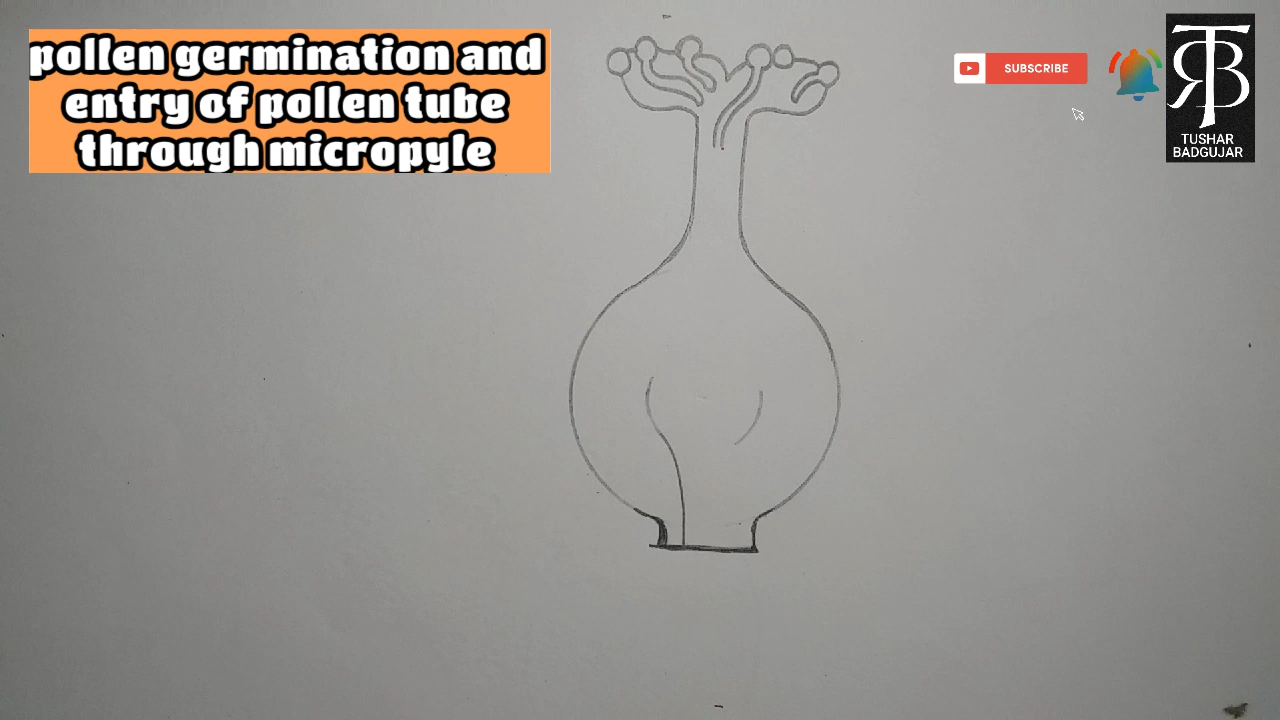 pollen germination and
entry of pollen tube
through micropyle
SUBSCRIBE
TUSHAR
BADGUJAR